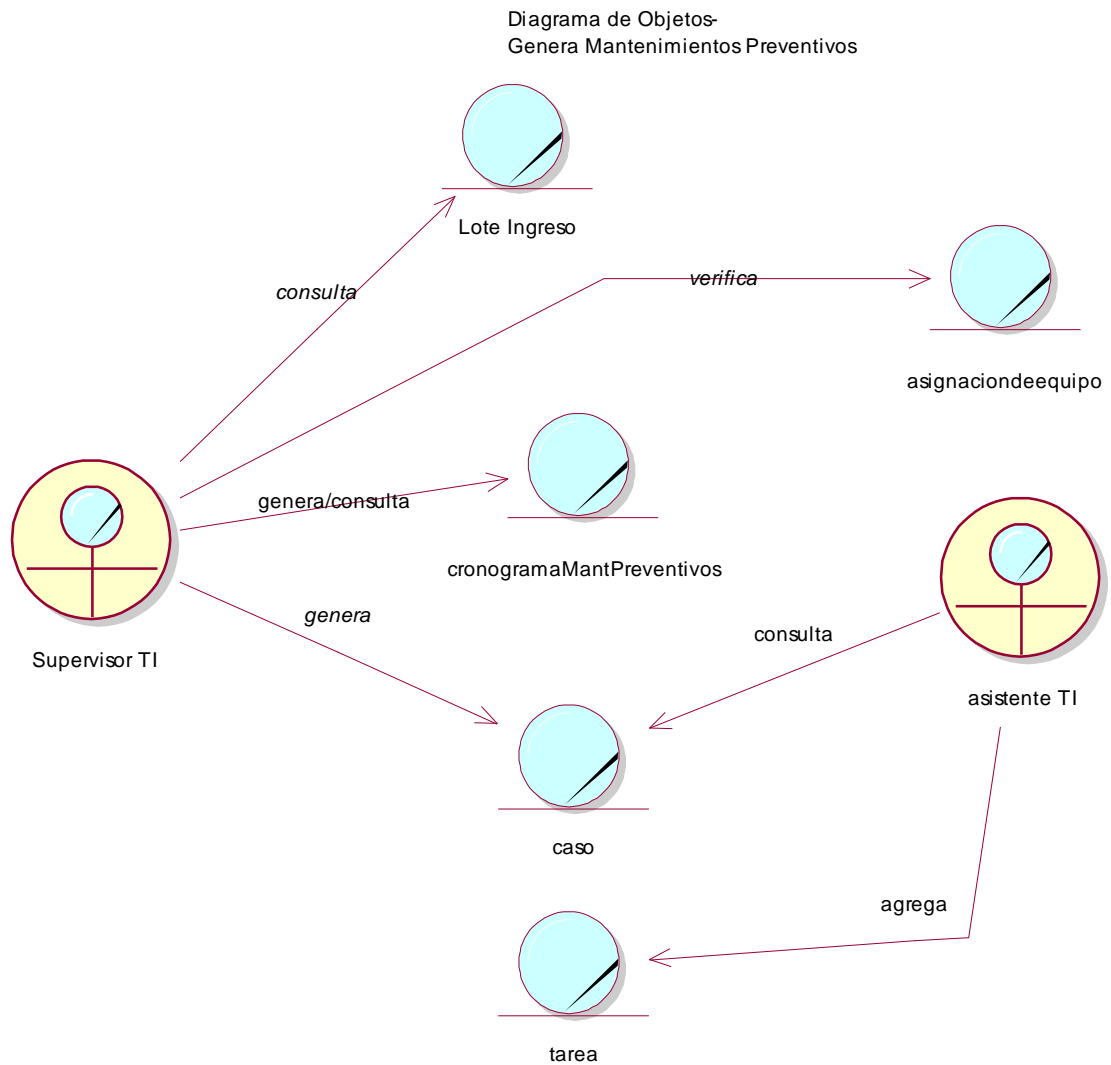 Diagrama de Objetos-
Genera Mantenimientos Preventivos
Lote Ingreso
consulta
verifica
asignaciondeequipo
genera/consulta
cronogramaMantPreventivos
genera
consulta
Supervisor TI
asistente TI
caso
agrega
tarea